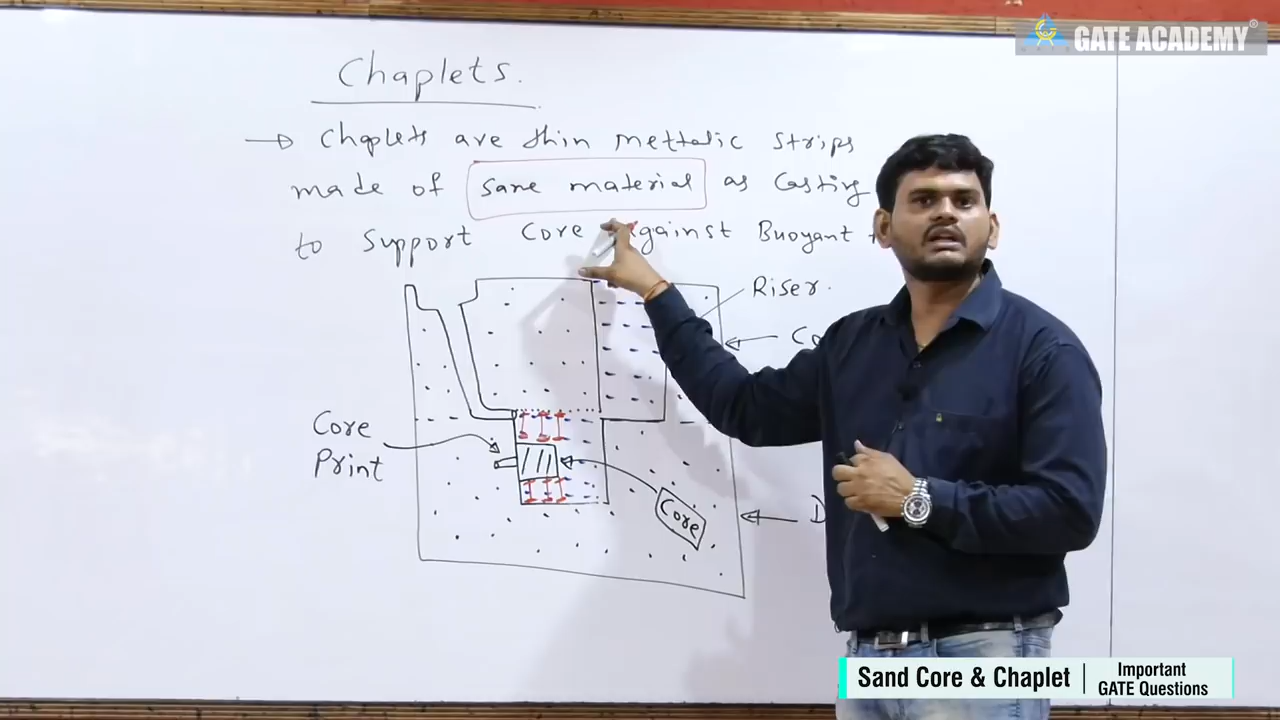 GATE ACADEMY®
Chaplets.
→ Chaplets are thin mettalic strips
made of same material as casting
to support core against Buoyant
Riser.
Core
Print
Core
Sand Core & Chaplet
Important
GATE Questions